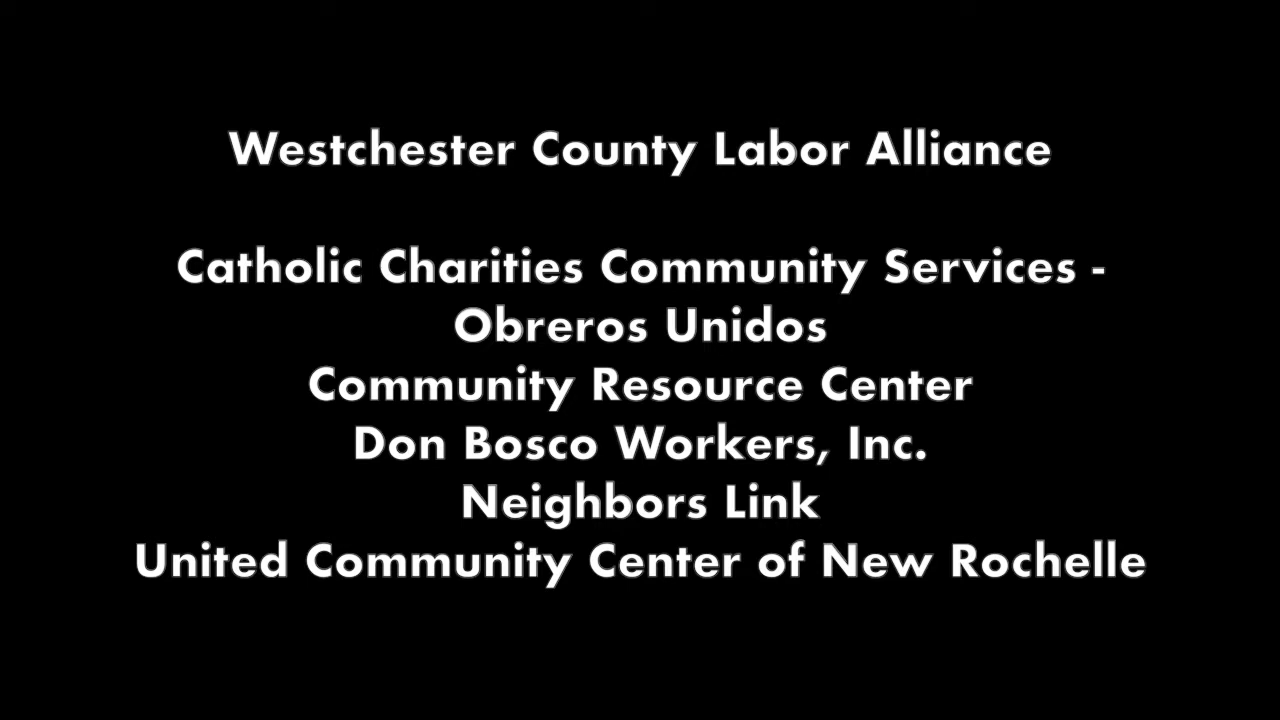 Westchester County Labor Alliance
Catholic Charities Community Services -
Obreros Unidos
Community Resource Center
Don Bosco Workers, Inc.
Neighbors Link
United Community Center of New Rochelle